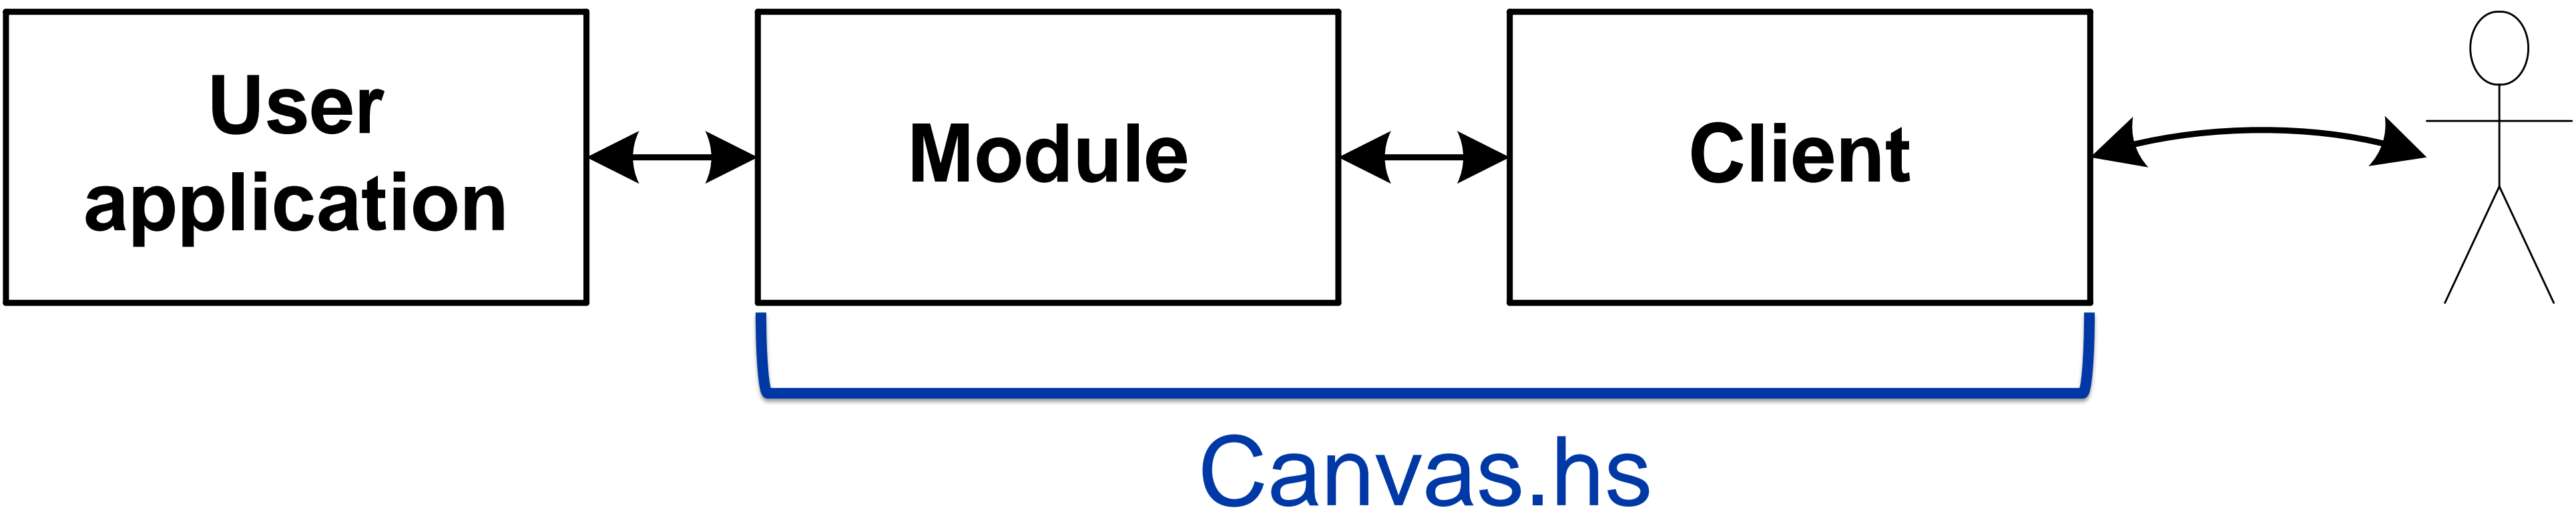 User
application
Module
Client
Canvas.hs